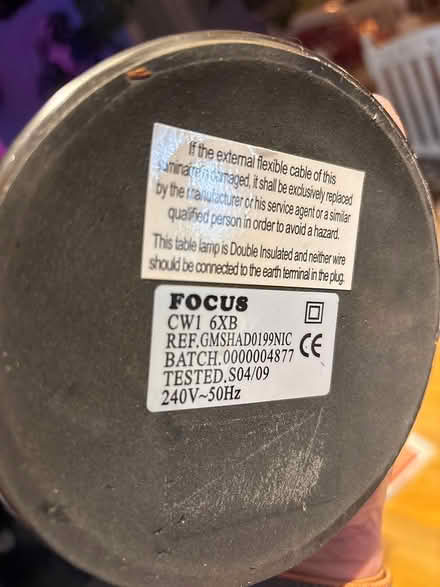 If the external flexible cable of this
luminaire is damaged, it shall be exclusively replaced
by the manufacturer or his service agent or a similar
qualified person in order to avoid a hazard.
This table lamp is Double Insulated and neither wire
should be connected to the earth terminal in the plug.
FOCUS
CW1 6XB
REF.GMSHAD0199NIC
BATCH.0000004877
TESTED.S04/09
240V~50Hz
CE